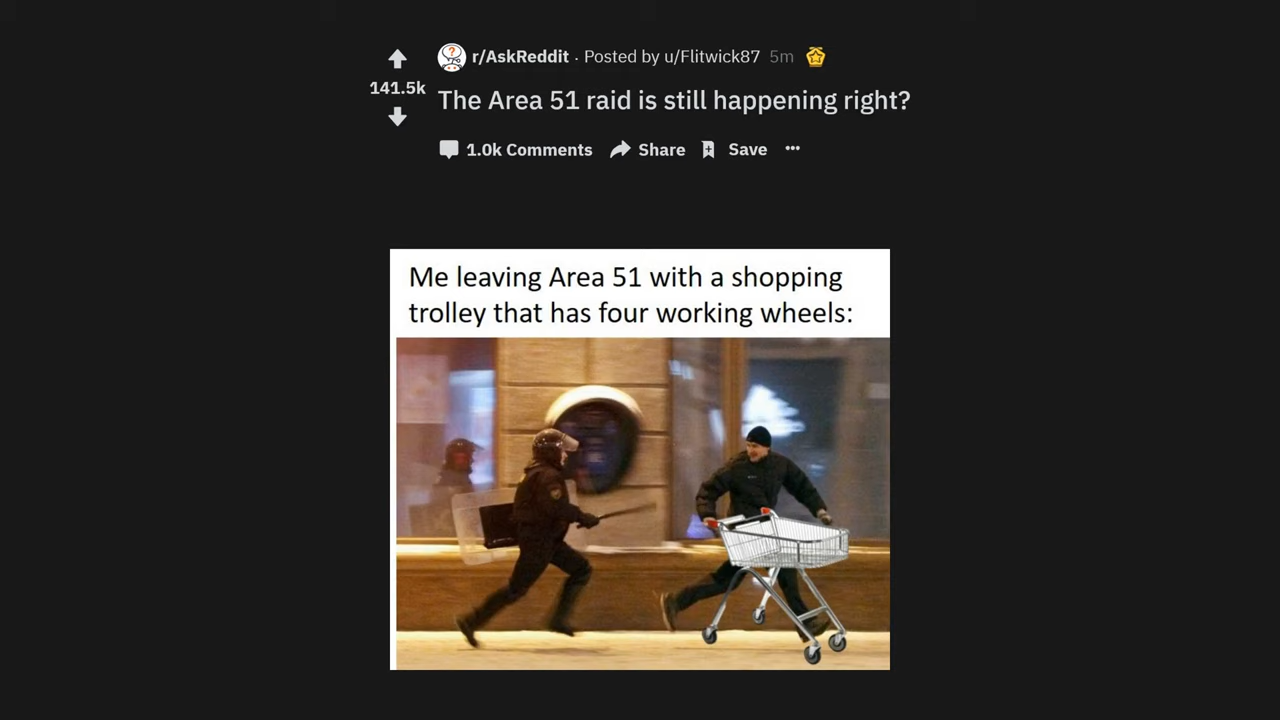 r/AskReddit · Posted by u/Flitwick87 5m
141.5k
The Area 51 raid is still happening right?
1.0k Comments Share Save ···
Me leaving Area 51 with a shopping
trolley that has four working wheels: